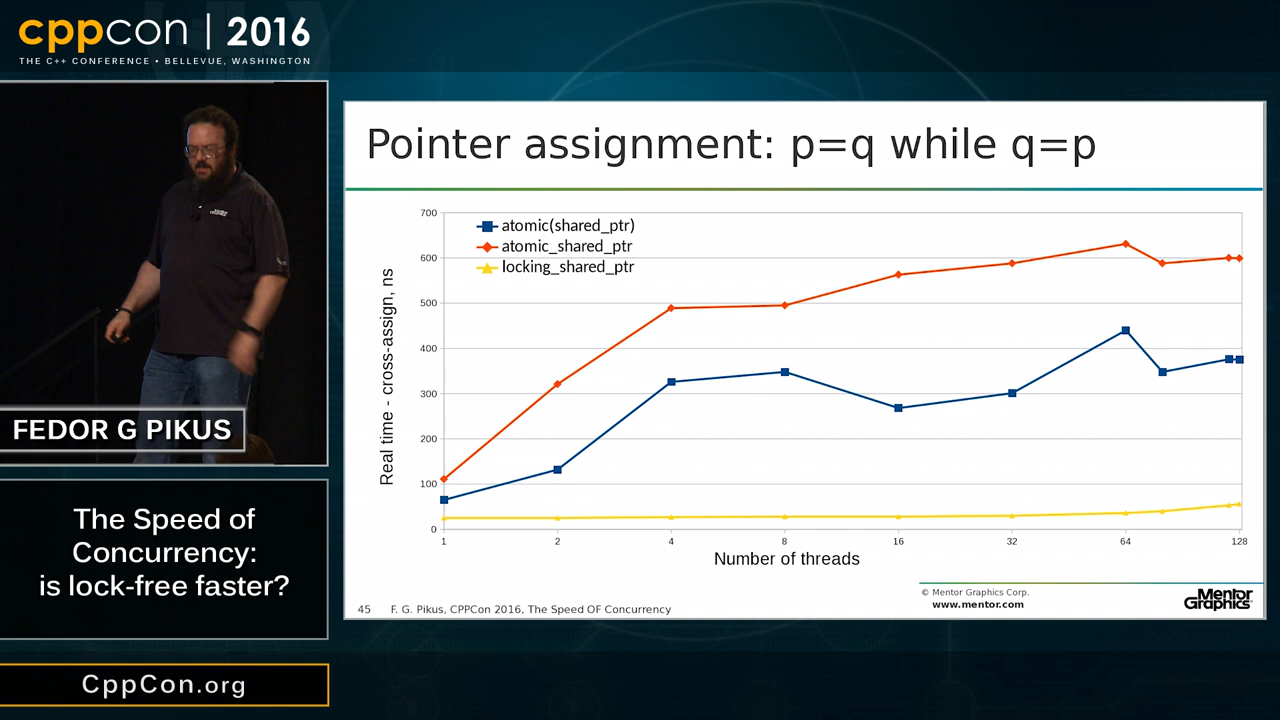 cppcon | 2016
THE C++ CONFERENCE • BELLEVUE, WASHINGTON
FEDOR G PIKUS
The Speed of
Concurrency:
is lock-free faster?
CppCon.org
Pointer assignment: p=q while q=p
atomic(shared_ptr)
atomic_shared_ptr
locking_shared_ptr
Real time - cross-assign, ns
700
600
500
400
300
200
100
0
1 2 4 8 16 32 64 128
Number of threads
45 F. G. Pikus, CPPCon 2016, The Speed OF Concurrency
© Mentor Graphics Corp.
www.mentor.com
Mentor
Graphics